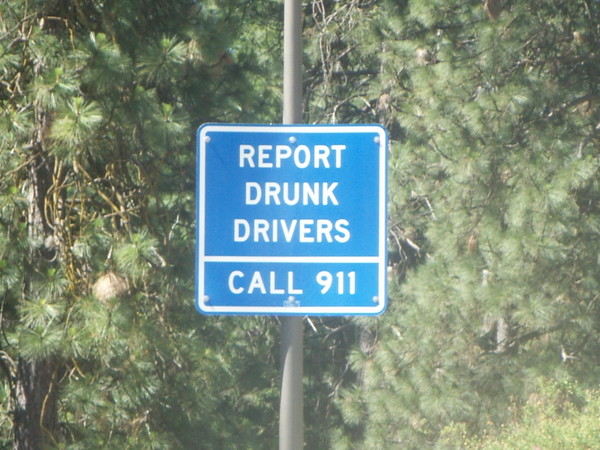 REPORT
DRUNK
DRIVERS
CALL 911